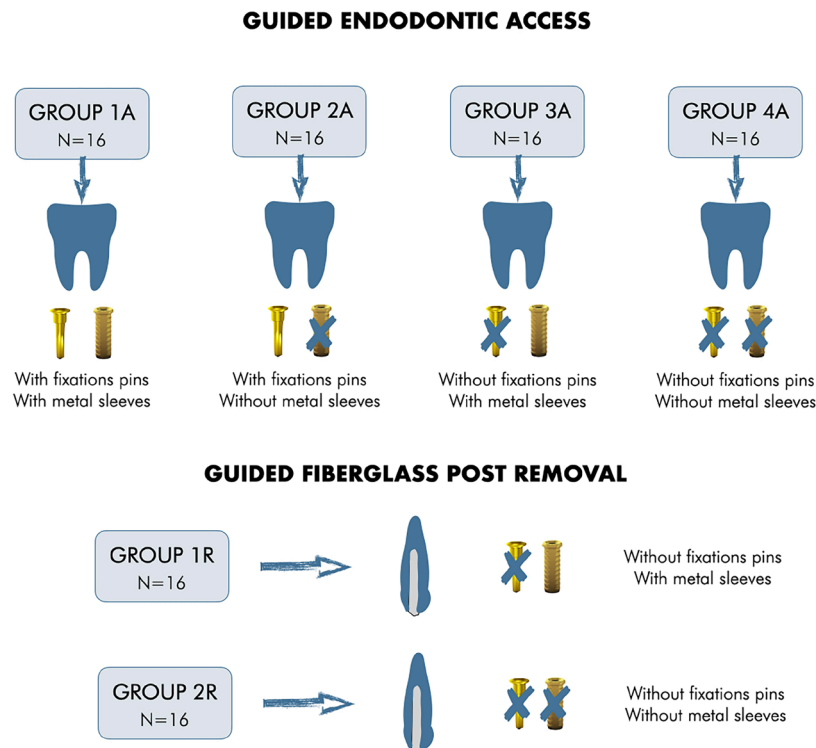 GUIDED ENDODONTIC ACCESS
GROUP 1A
N=16
GROUP 2A
N=16
GROUP 3A
N=16
GROUP 4A
N=16
With fixations pins
With metal sleeves
With fixations pins
Without metal sleeves
Without fixations pins
With metal sleeves
Without fixations pins
Without metal sleeves
GUIDED FIBERGLASS POST REMOVAL
GROUP 1R
N=16
Without fixations pins
With metal sleeves
GROUP 2R
N=16
Without fixations pins
Without metal sleeves